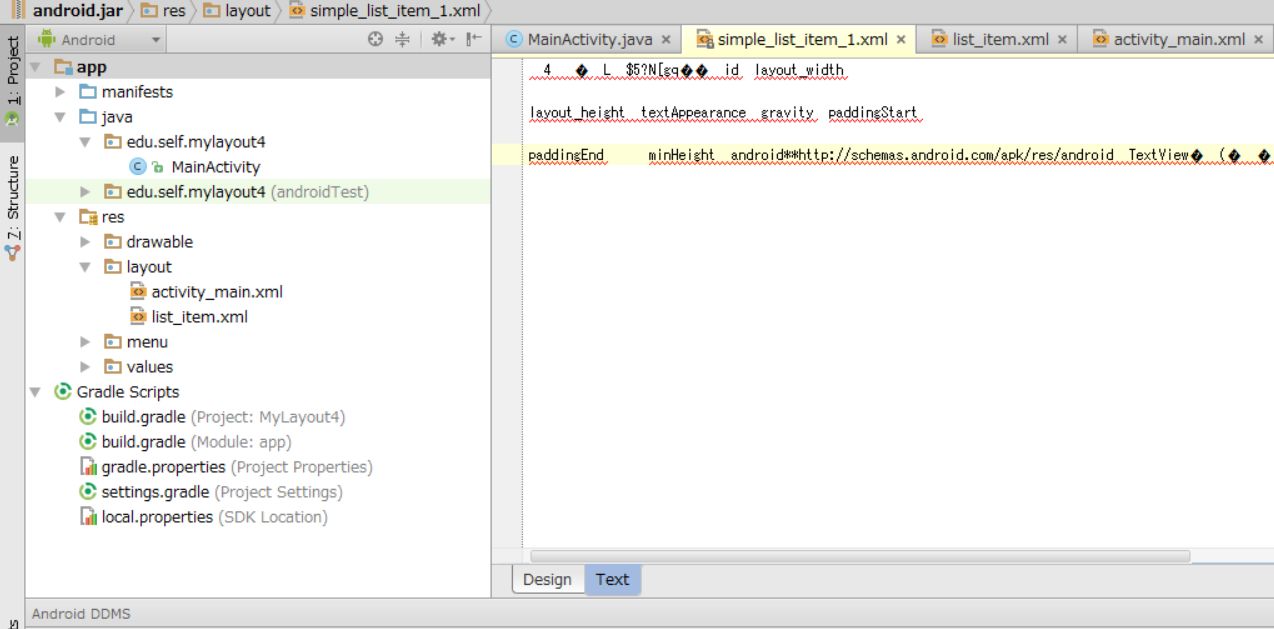 android.jar res layout simple_list_item_1.xml
1: Project
7: Structure
Android
app
manifests
java
edu.self.mylayout4
MainActivity
edu.self.mylayout4 (androidTest)
res
drawable
layout
activity_main.xml
list_item.xml
menu
values
Gradle Scripts
build.gradle (Project: MyLayout4)
build.gradle (Module: app)
gradle.properties (Project Properties)
settings.gradle (Project Settings)
local.properties (SDK Location)
MainActivity.java simple_list_item_1.xml list_item.xml activity_main.xml
4 � L $5?N[gq�� id layout_width
layout_height textAppearance gravity paddingStart
paddingEnd minHeight android**http://schemas.android.com/apk/res/android TextView� (� �
Design Text
Android DDMS